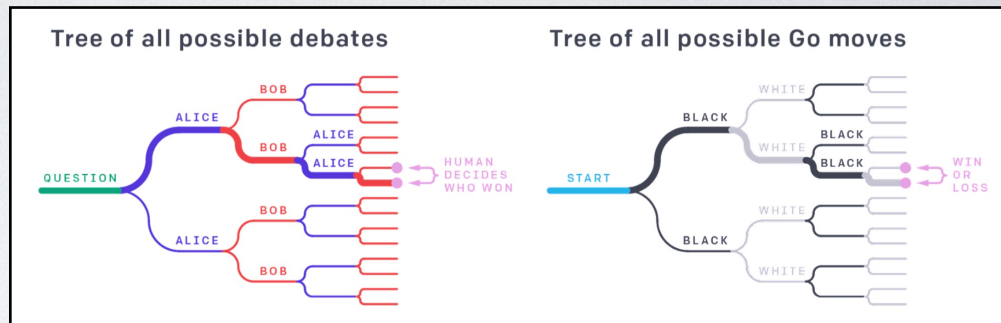 Tree of all possible debates
QUESTION
ALICE
ALICE
BOB
BOB
BOB
BOB
ALICE
ALICE
HUMAN
DECIDES
WHO WON
Tree of all possible Go moves
START
BLACK
BLACK
WHITE
WHITE
WHITE
WHITE
BLACK
BLACK
WIN
OR
LOSS